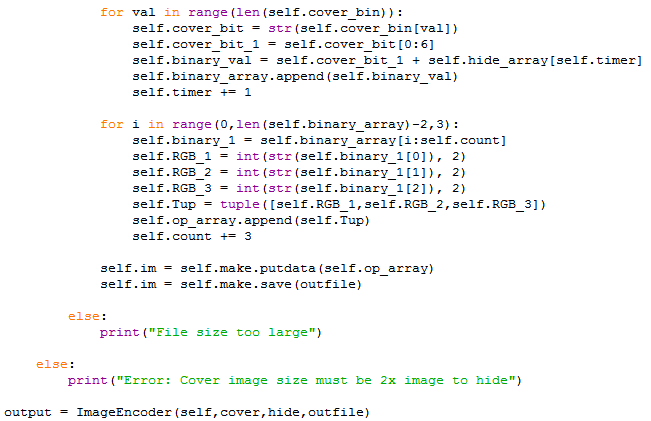 for val in range(len(self.cover_bin)):
self.cover_bit = str(self.cover_bin[val])
self.cover_bit_1 = self.cover_bit[0:6]
self.binary_val = self.cover_bit_1 + self.hide_array[self.timer]
self.binary_array.append(self.binary_val)
self.timer += 1
for i in range(0,len(self.binary_array)-2,3):
self.binary_1 = self.binary_array[i:self.count]
self.RGB_1 = int(str(self.binary_1[0]), 2)
self.RGB_2 = int(str(self.binary_1[1]), 2)
self.RGB_3 = int(str(self.binary_1[2]), 2)
self.Tup = tuple([self.RGB_1,self.RGB_2,self.RGB_3])
self.op_array.append(self.Tup)
self.count += 3
self.im = self.make.putdata(self.op_array)
self.im = self.make.save(outfile)
else:
print("File size too large")
else:
print("Error: Cover image size must be 2x image to hide")
output = ImageEncoder(self,cover,hide,outfile)